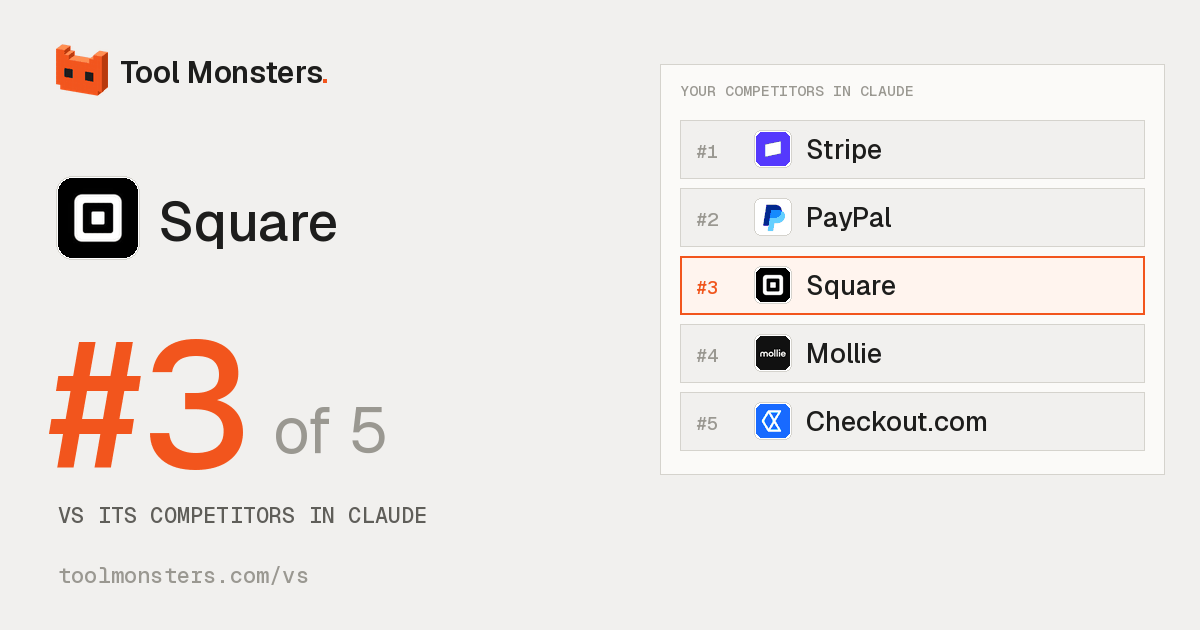 Tool Monsters.
Square
#3 of 5
VS ITS COMPETITORS IN CLAUDE
toolmonsters.com/vs
YOUR COMPETITORS IN CLAUDE
#1 Stripe
#2 PayPal
#3 Square
#4 mollie Mollie
#5 Checkout.com